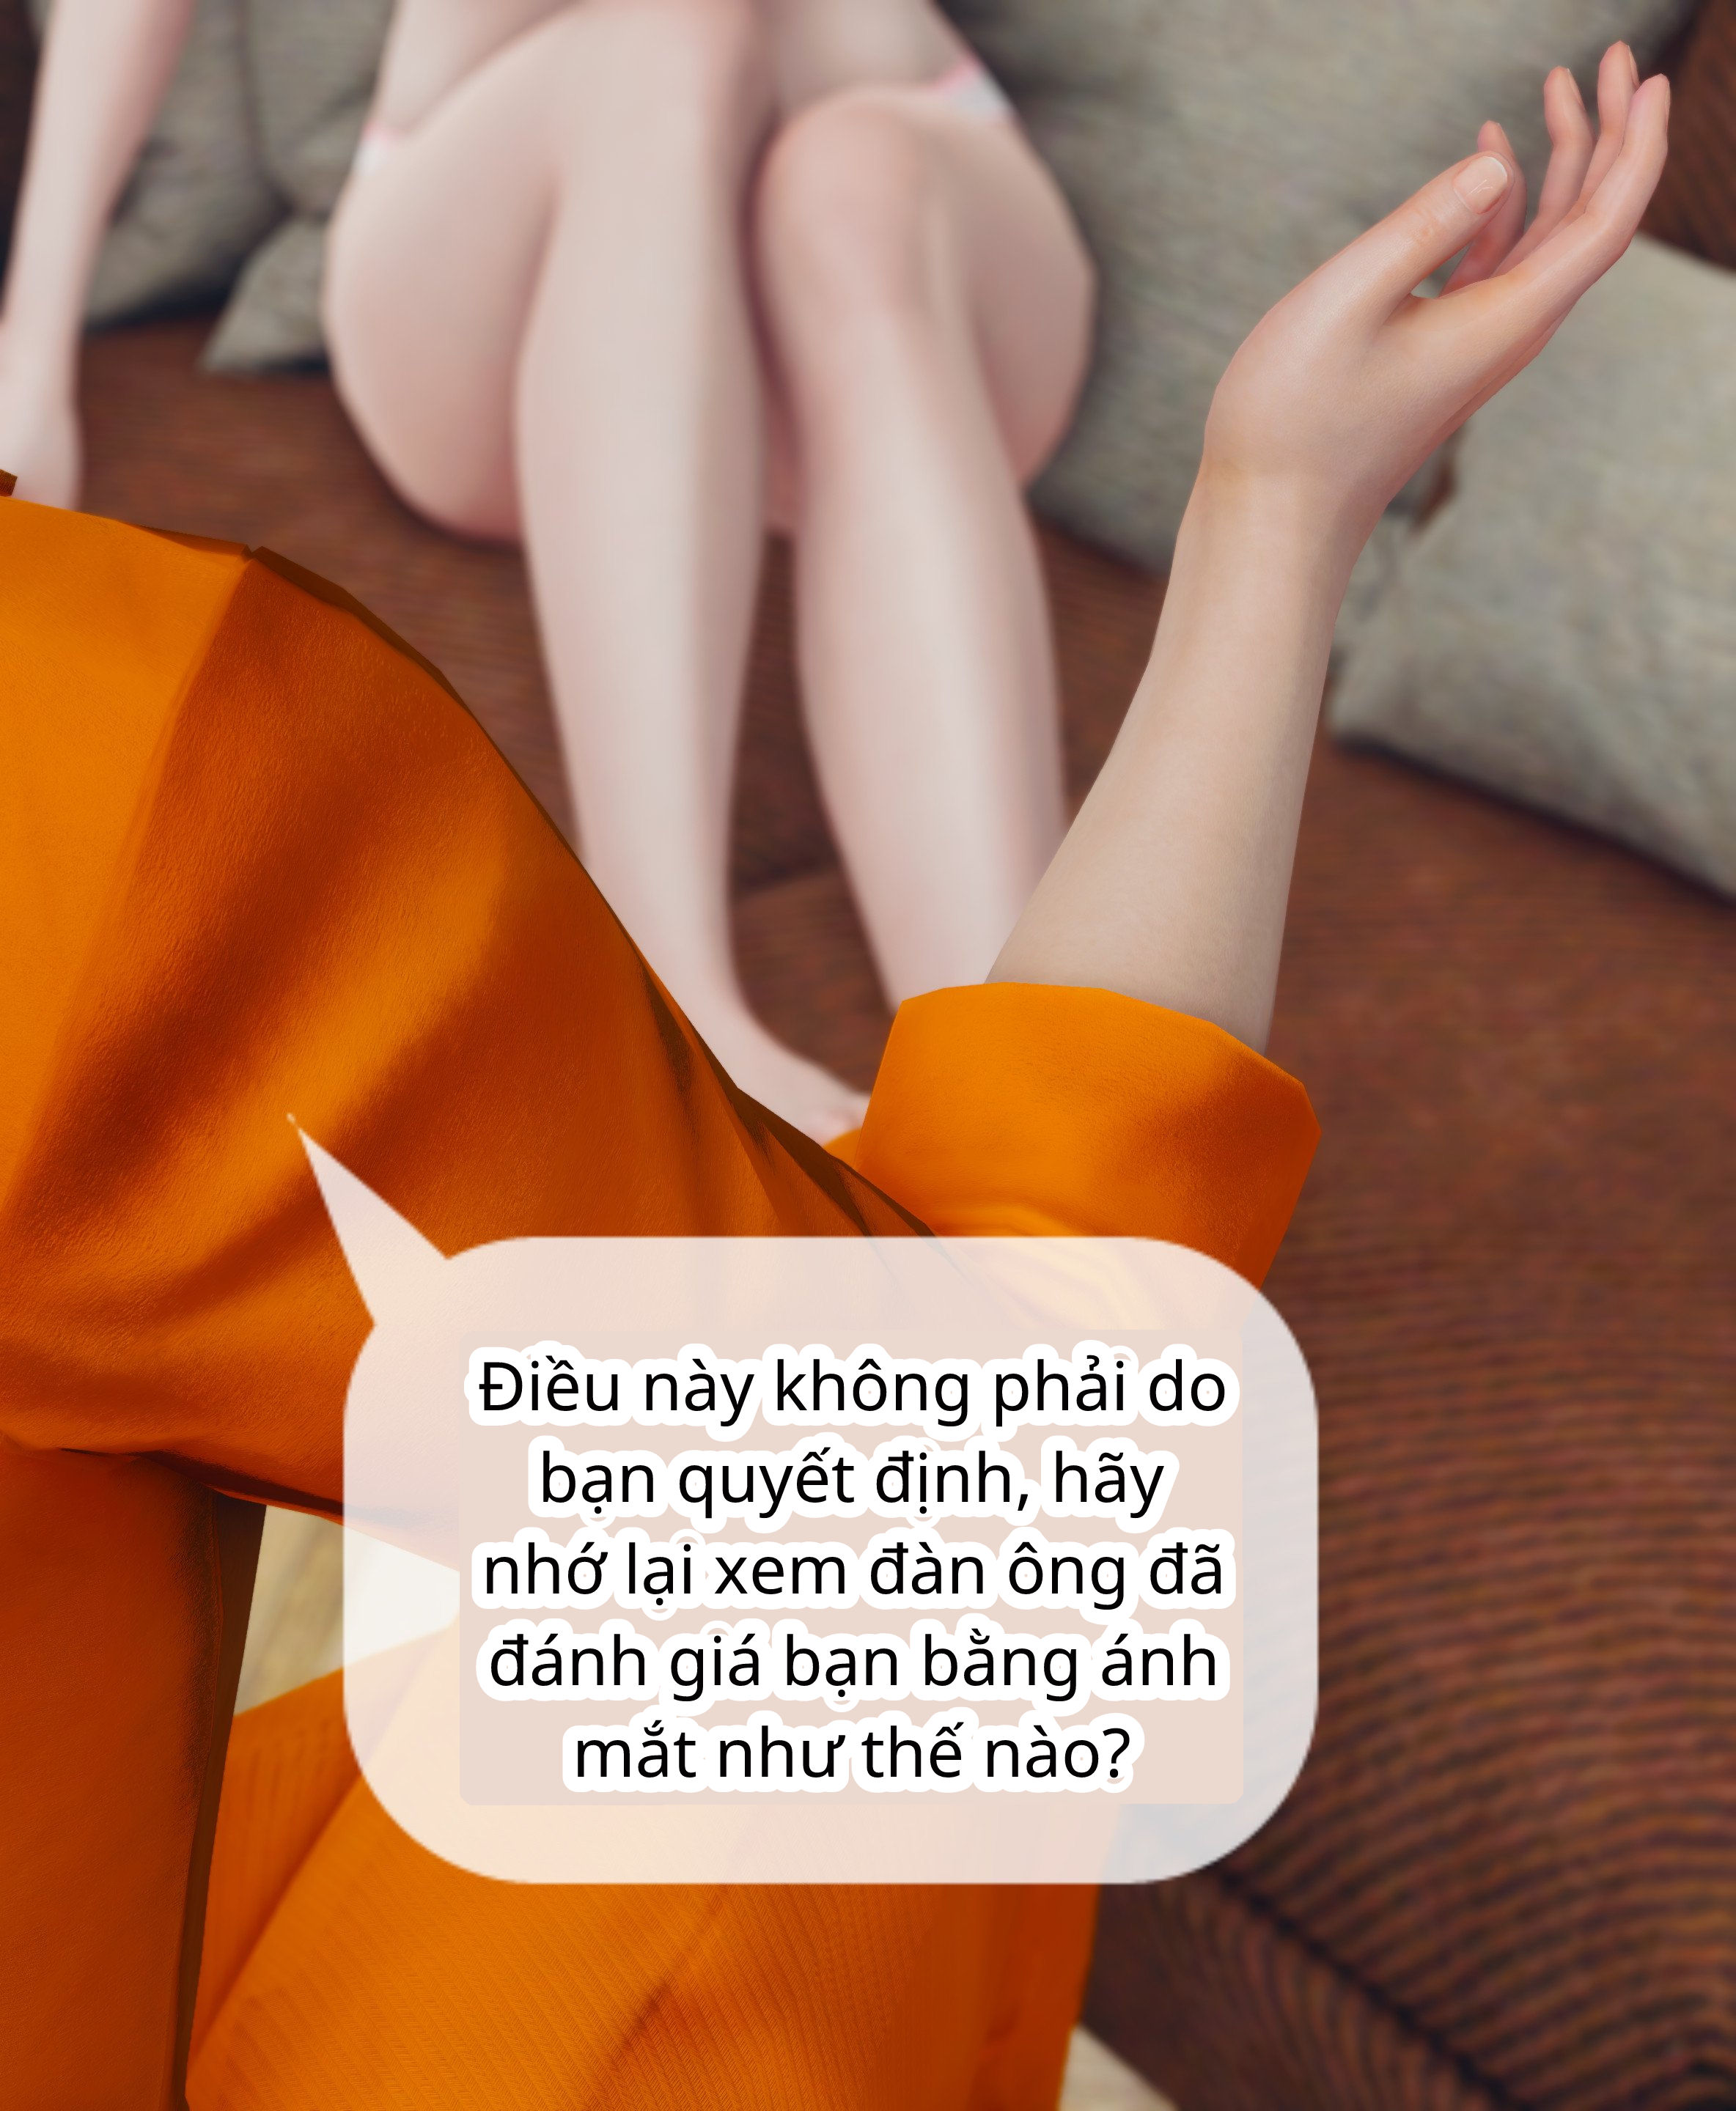 Điều này không phải do
bạn quyết định, hãy
nhớ lại xem đàn ông đã
đánh giá bạn bằng ánh
mắt như thế nào?